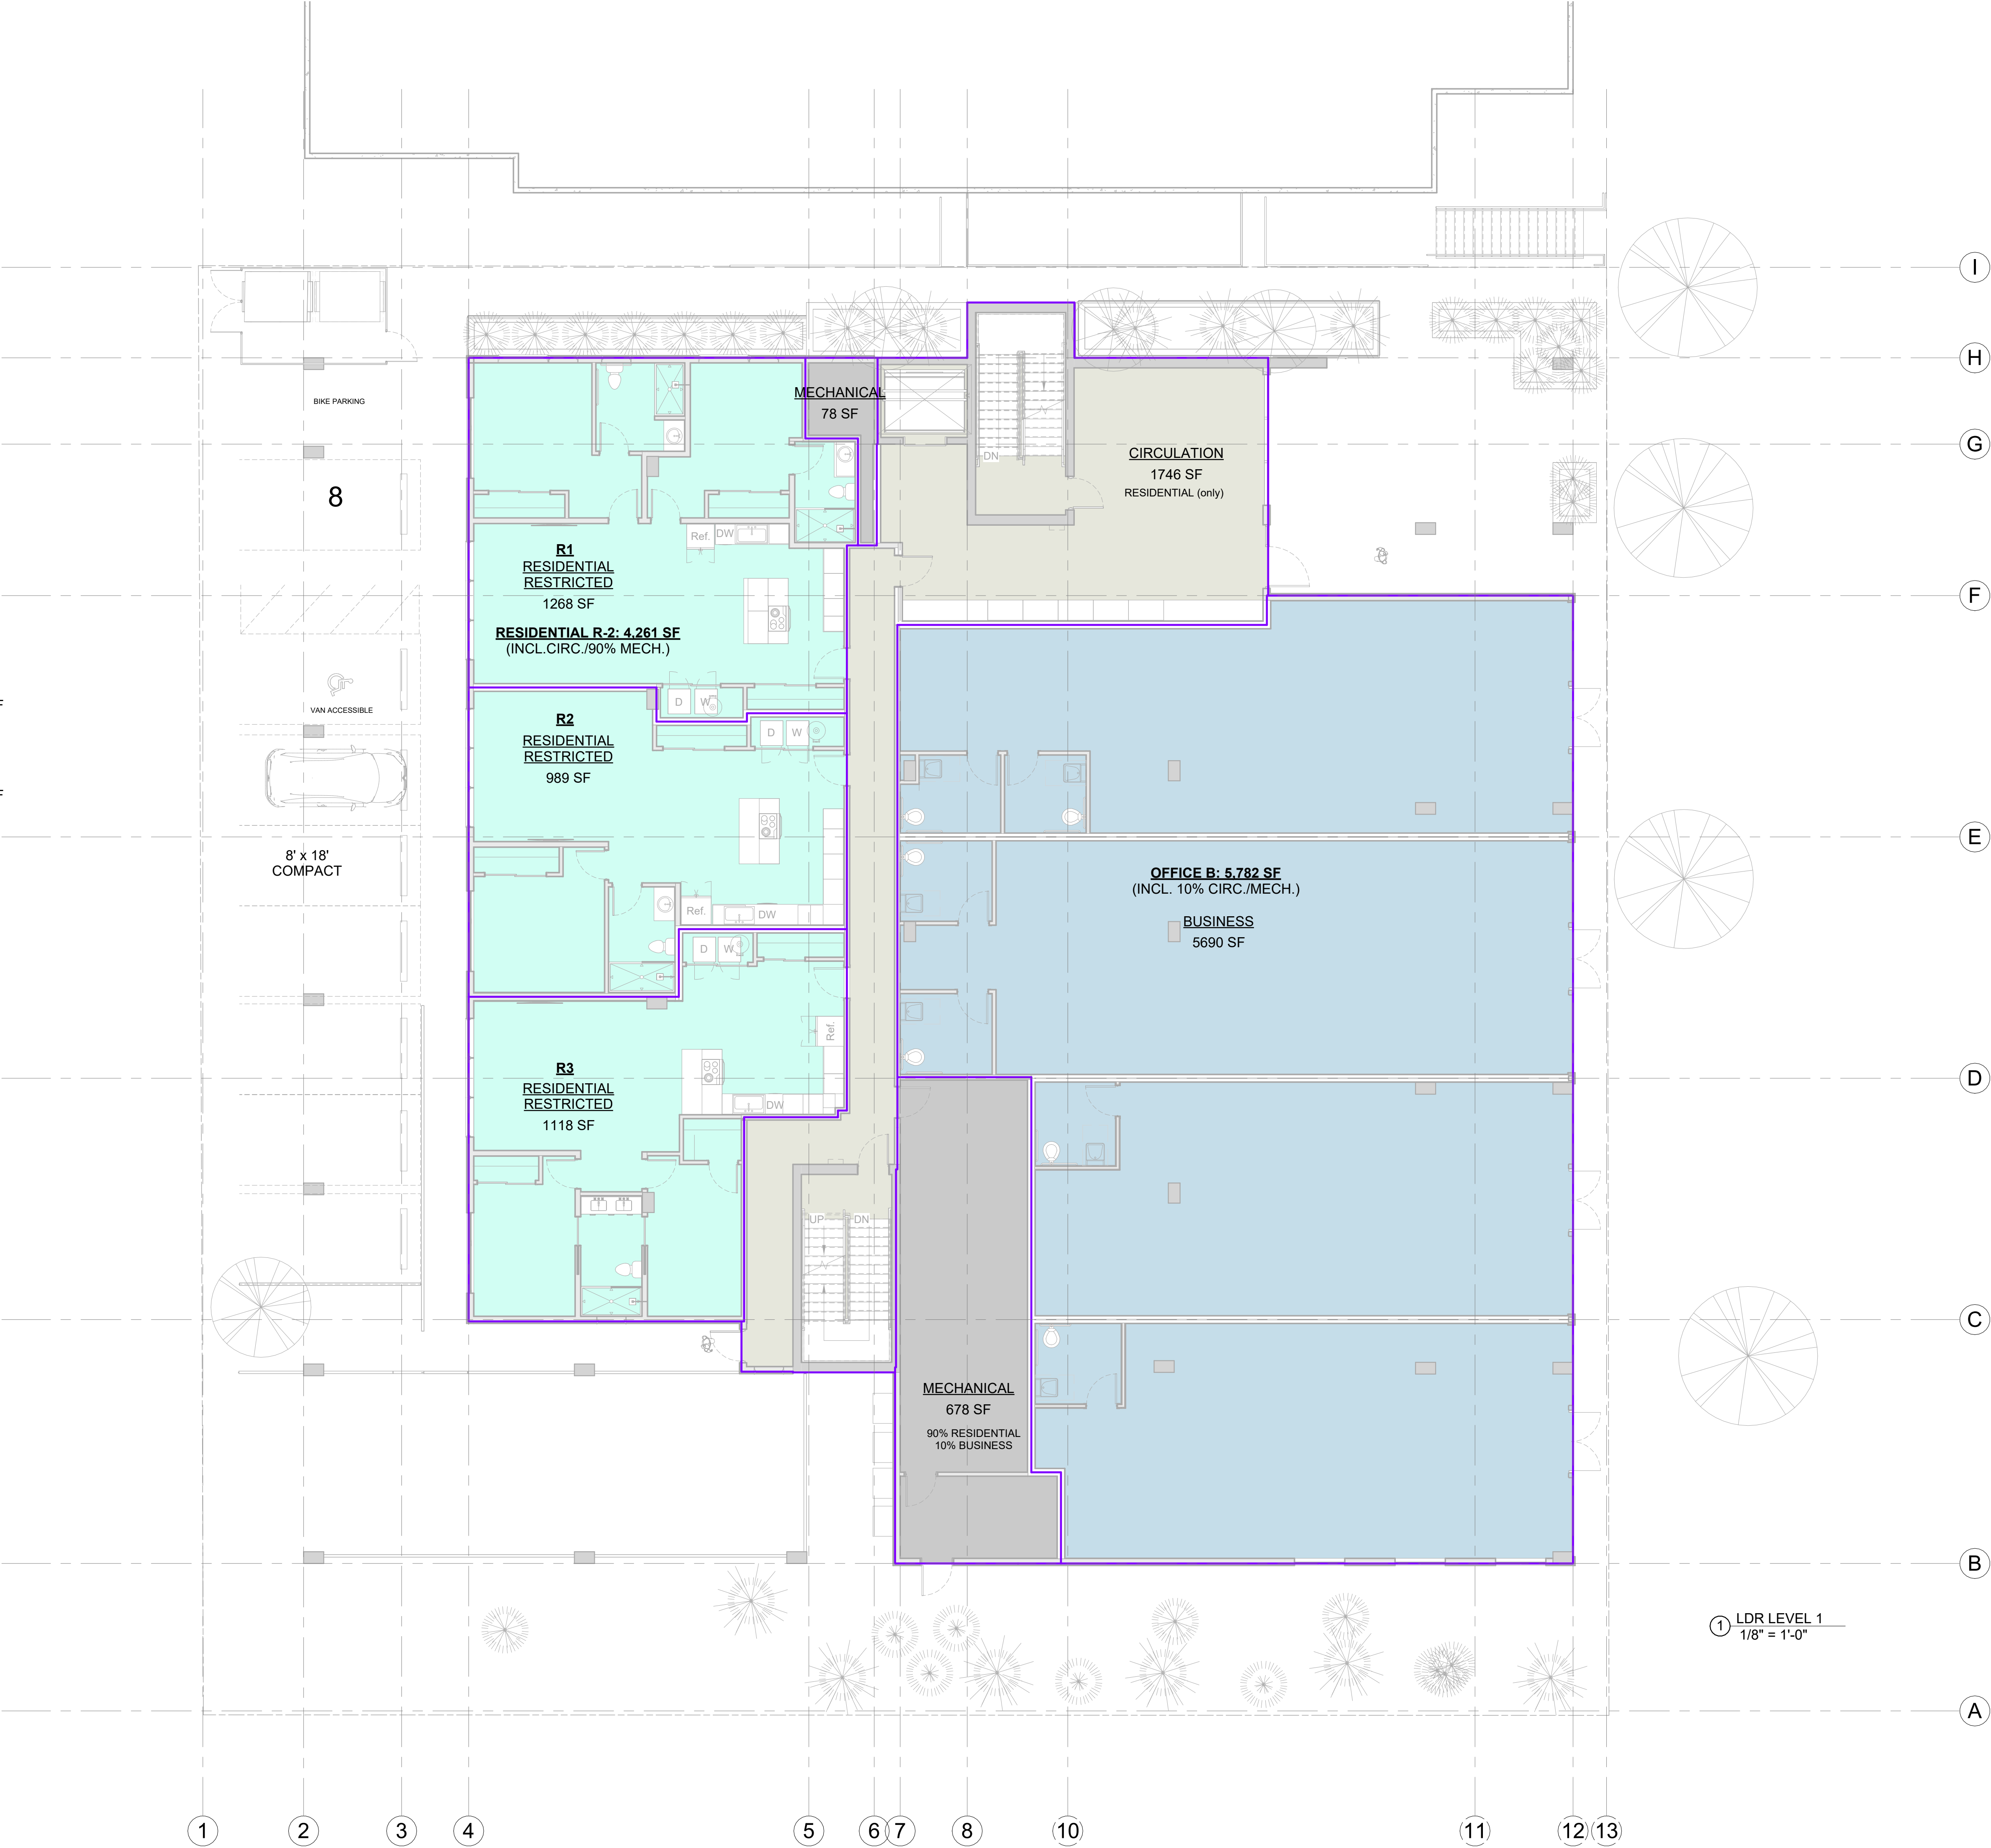 I
H
BIKE PARKING
MECHANICAL
78 SF
G
DN
CIRCULATION
1746 SF
RESIDENTIAL (only)
8
Ref.
DW
R1
RESIDENTIAL
RESTRICTED
1268 SF
F
RESIDENTIAL R-2: 4,261 SF
(INCL.CIRC./90% MECH.)
VAN ACCESSIBLE
D
W
R2
RESIDENTIAL
RESTRICTED
989 SF
D
W
E
8' x 18'
COMPACT
OFFICE B: 5,782 SF
(INCL. 10% CIRC./MECH.)
Ref.
DW
BUSINESS
5690 SF
D
W
Ref.
R3
RESIDENTIAL
RESTRICTED
1118 SF
D
DW
UP
DN
C
MECHANICAL
678 SF
90% RESIDENTIAL
10% BUSINESS
B
1
LDR LEVEL 1
1/8" = 1'-0"
A
1
2
3
4
5
6
7
8
10
11
12
13